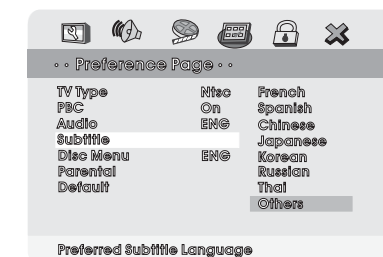 ◦ ◦ Preference Page ◦ ◦
TV Type Ntsc French
PBC On Spanish
Audio ENG Chinese
Subtitle Japanese
Disc Menu ENG Korean
Parental Russian
Default Thai
Others
Preferred Subtitle Language